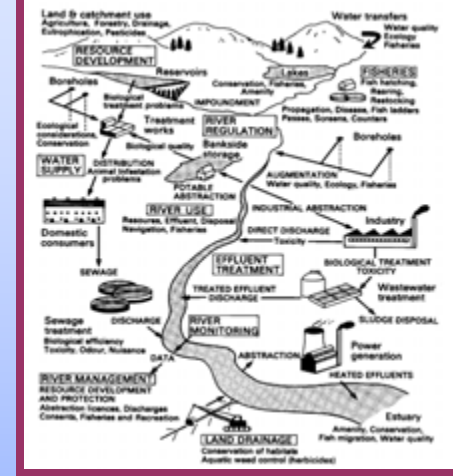 Land & catchment use
Agriculture, Forestry, Drainage,
Eutrophication, Pesticides
Water transfers
Water quality
Ecology
Fisheries
RESOURCE
DEVELOPMENT
Reservoirs
Lakes
Conservation, Fisheries,
Amenity
FISHERIES
Fish hatching,
Rearing,
Restocking
Propagation, Disease, Fish ladders
Passes, Screens, Counters
Boreholes
Biological
treatment problems
IMPOUNDMENT
Ecological
considerations,
Conservation
Treatment
works
Biological quality
RIVER
REGULATION
Bankside
storage
Boreholes
WATER
SUPPLY
DISTRIBUTION
Animal infestation
problems
POTABLE
ABSTRACTION
AUGMENTATION
Water quality, Ecology, Fisheries
RIVER USE
Resource, Effluent, Disposal
Navigation, Fisheries
INDUSTRIAL ABSTRACTION
Industry
DIRECT DISCHARGE
Toxicity
Domestic
consumers
EFFLUENT
TREATMENT
BIOLOGICAL TREATMENT
TOXICITY
SEWAGE
TREATED EFFLUENT
DISCHARGE
Wastewater
treatment
SLUDGE DISPOSAL
Sewage
treatment
Biological efficiency
Toxicity, Odour, Nuisance
DISCHARGE
RIVER
MONITORING
DATA
ABSTRACTION
Power
generation
HEATED EFFLUENTS
RIVER MANAGEMENT
RESOURCE DEVELOPMENT
AND PROTECTION
Abstraction licences, Discharges
Consents, Fisheries and Recreation
Estuary
Amenity, Conservation,
Fish migration, Water quality
LAND DRAINAGE
Conservation of habitats
Aquatic weed control (herbicides)